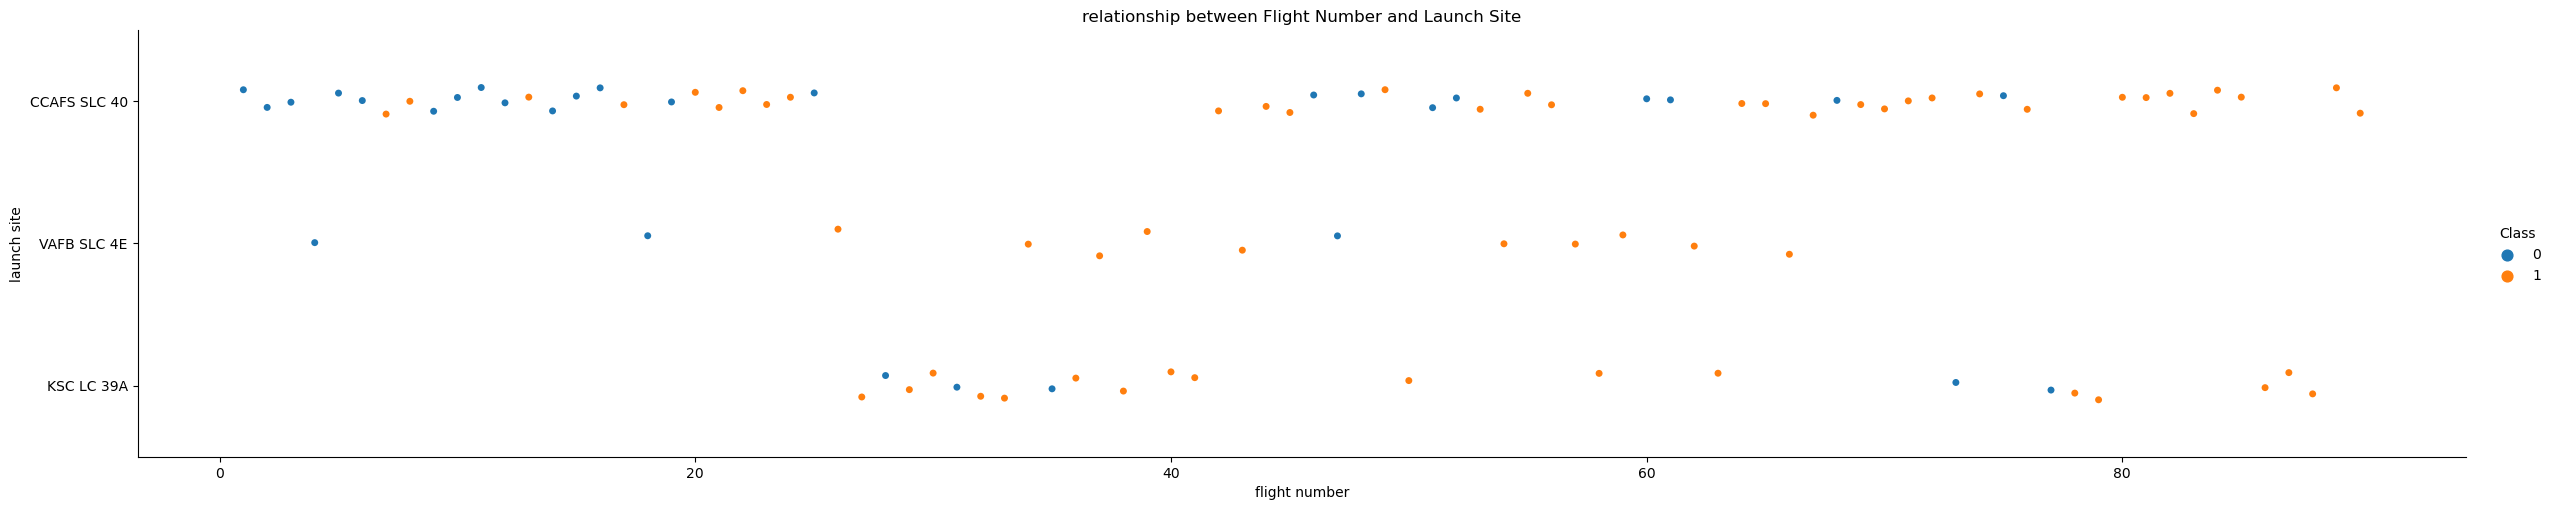 relationship between Flight Number and Launch Site
CCAFS SLC 40
VAFB SLC 4E
KSC LC 39A
launch site
0
20
40
60
80
flight number
Class
0
1